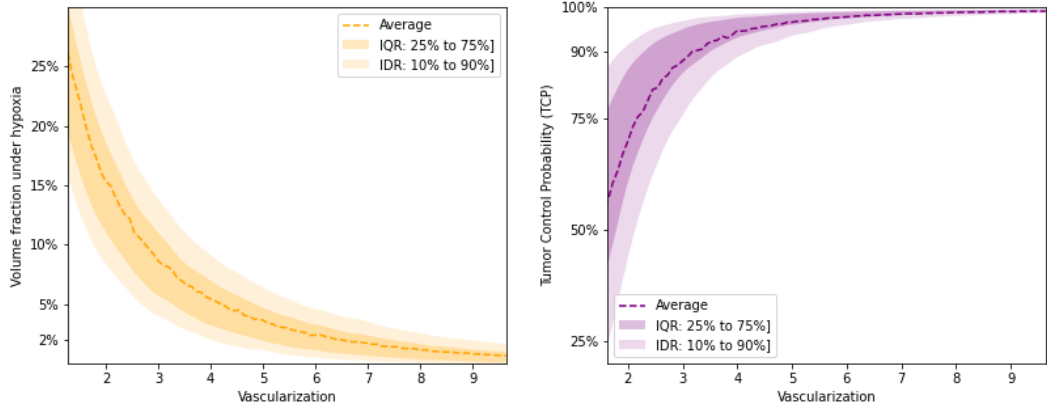 Volume fraction under hypoxia
25%
20%
15%
10%
5%
2%
Average
IQR: 25% to 75%]
IDR: 10% to 90%]
2 3 4 5 6 7 8 9
Vascularization
Tumor Control Probability (TCP)
100%
90%
75%
50%
25%
Average
IQR: 25% to 75%]
IDR: 10% to 90%]
2 3 4 5 6 7 8 9
Vascularization